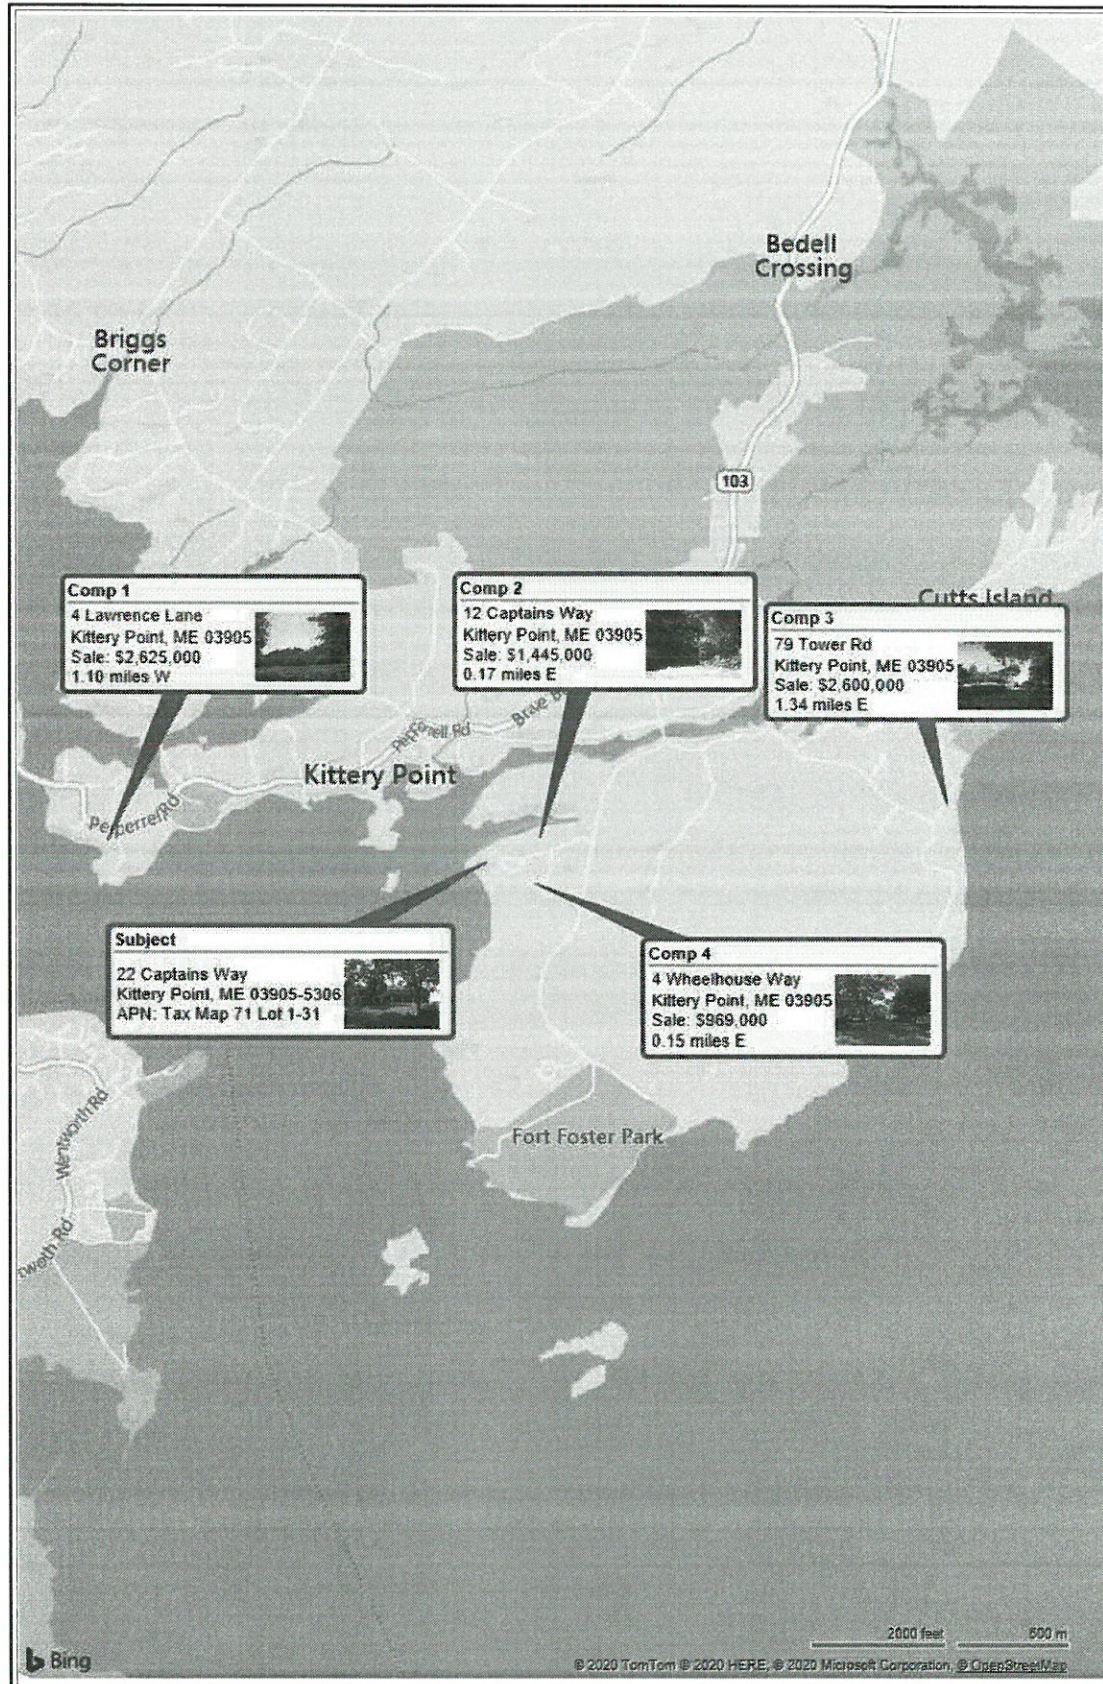 Bedell
Crossing
Briggs
Corner
103
Cutts Island
Comp 1
4 Lawrence Lane
Kittery Point, ME 03905
Sale: $2,625,000
1.10 miles W
Comp 2
12 Captains Way
Kittery Point, ME 03905
Sale: $1,445,000
0.17 miles E
Comp 3
79 Tower Rd
Kittery Point, ME 03905
Sale: $2,600,000
1.34 miles E
Rd
Kittery Point
Rd
Subject
22 Captains Way
Kittery Point, ME 03905-5306
APN: Tax Map 71 Lot 1-31
Comp 4
4 Wheelhouse Way
Kittery Point, ME 03905
Sale: $969,000
0.15 miles E
Wentworth Rd
Fort Foster Park
tworth Rd
2000 feet
500 m
Bing
© 2020 TomTom © 2020 HERE, © 2020 Microsoft Corporation, © OpenStreetMap